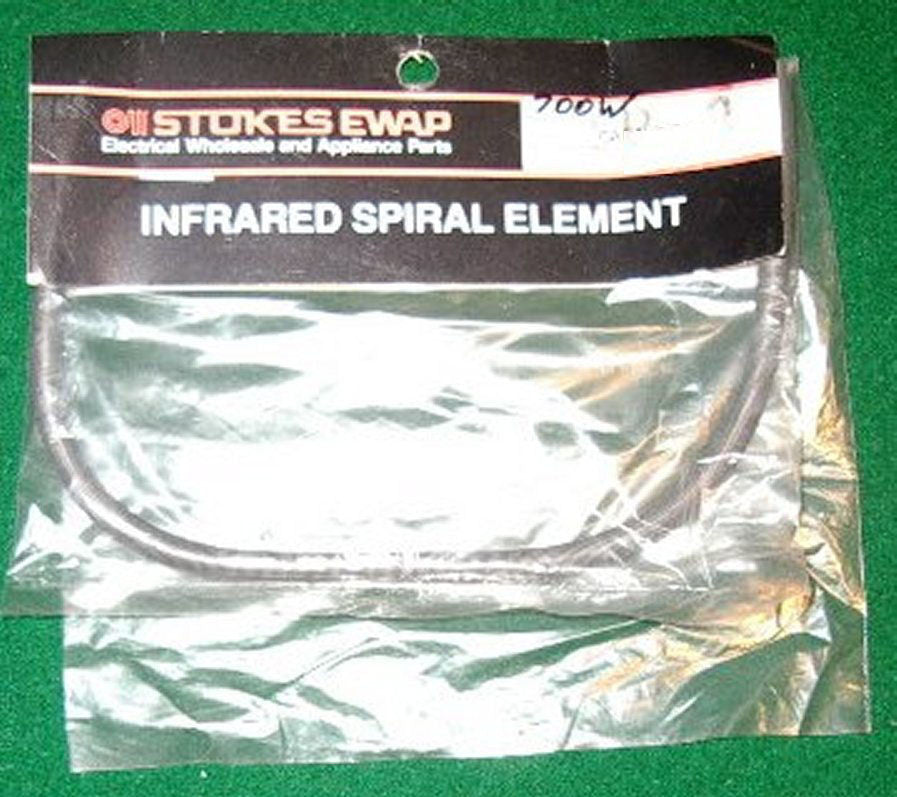 STOKES EWAP
Electrical Wholesale and Appliance Parts
700W
INFRARED SPIRAL ELEMENT